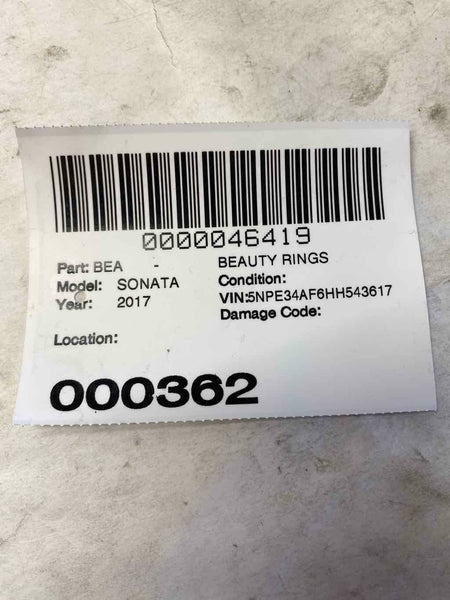 0000046419
Part: BEA - BEAUTY RINGS
Model: SONATA Condition:
Year: 2017 VIN:5NPE34AF6HH543617
Damage Code:
Location:
000362